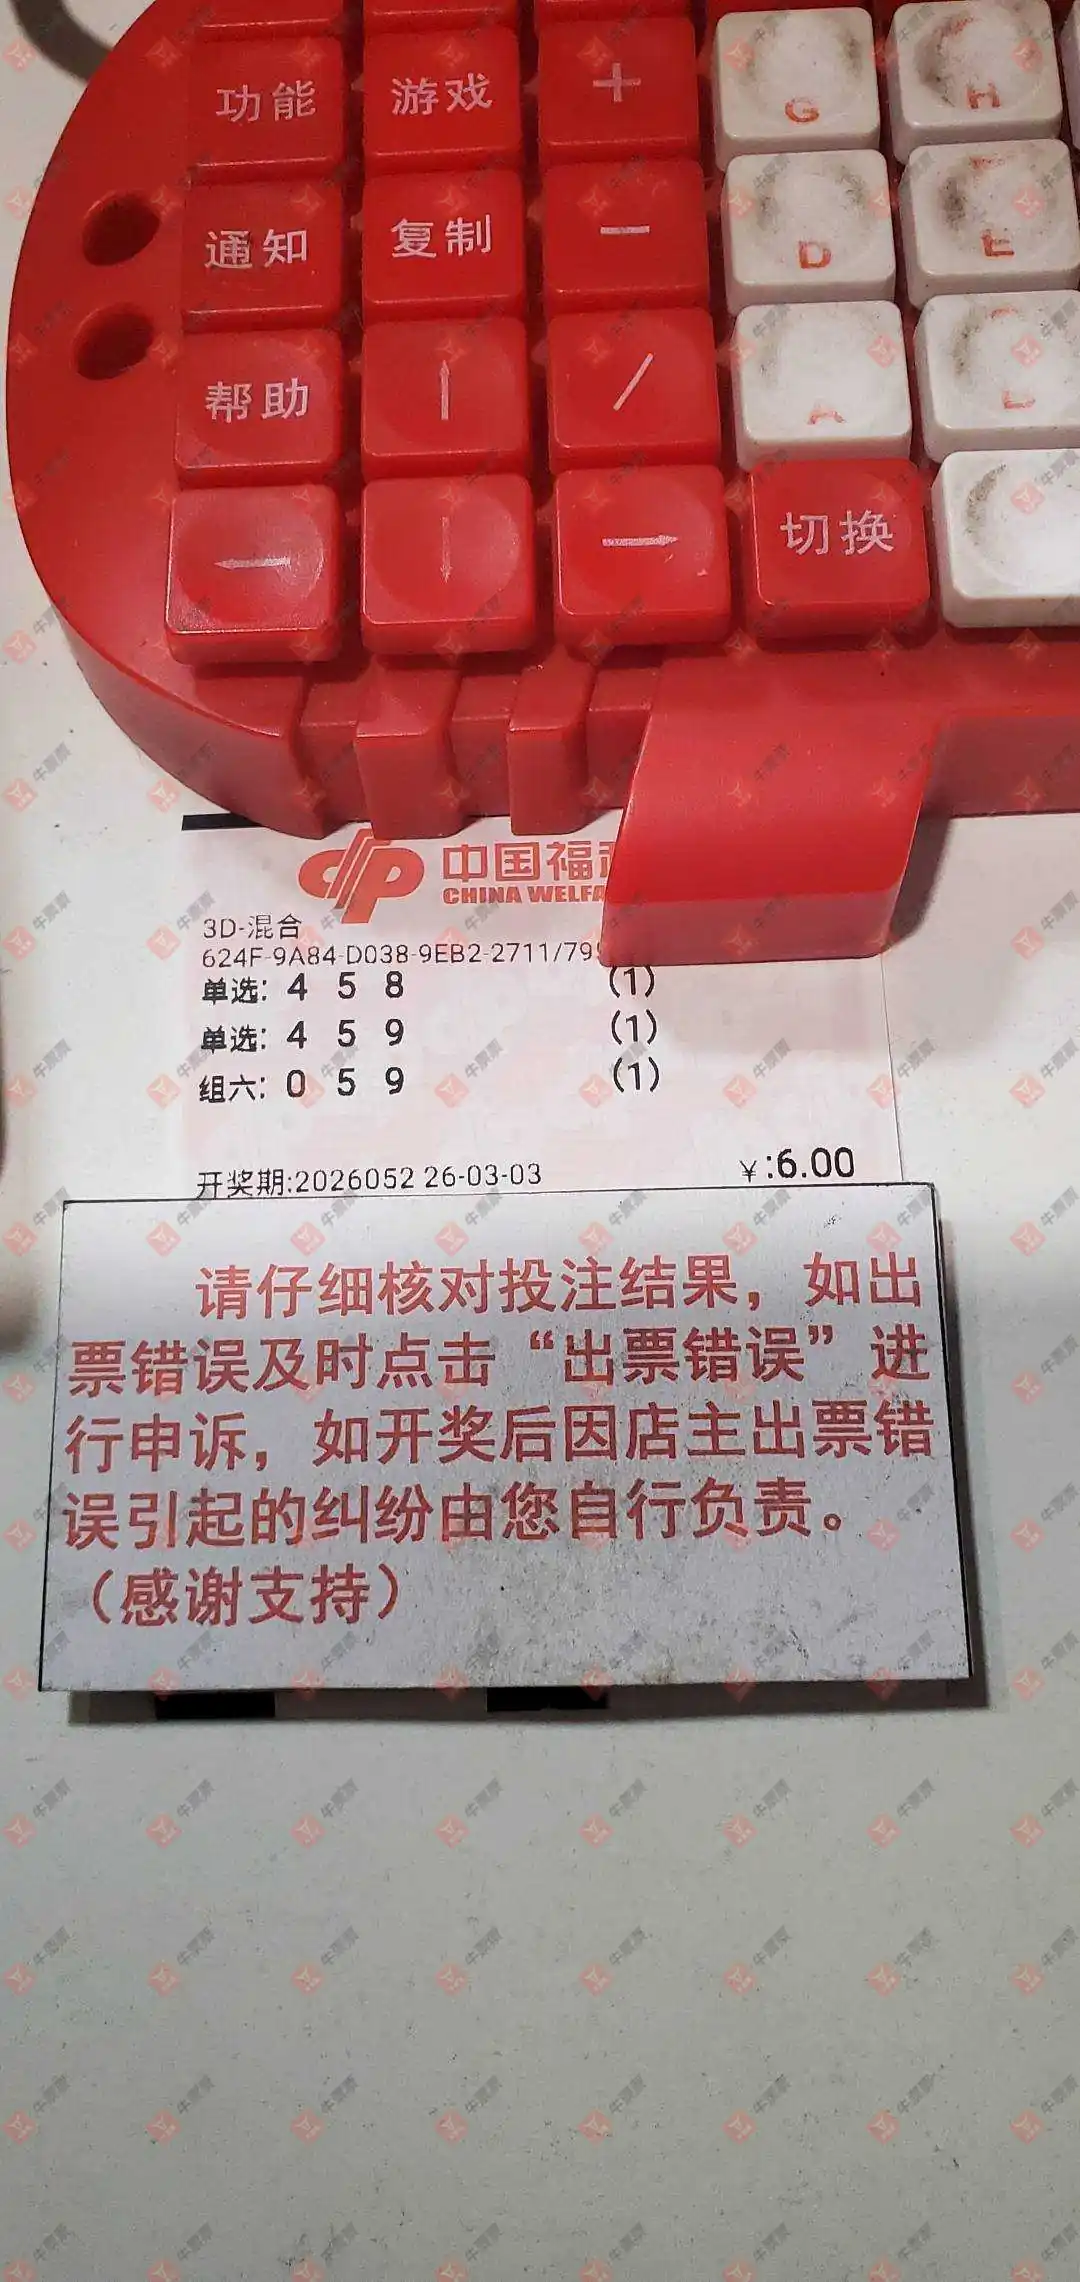 功能 游戏 + G H
通知 复制 - D E
帮助 ↑ / A
← ↓ → 切换
中国福
CHINA WELFA
3D-混合
624F-9A84-D038-9EB2-2711/79
单选: 4 5 8 (1)
单选: 4 5 9 (1)
组六: 0 5 9 (1)
开奖期:2026052 26-03-03 ¥:6.00
请仔细核对投注结果，如出
票错误及时点击“出票错误”进
行申诉，如开奖后因店主出票错
误引起的纠纷由您自行负责。
（感谢支持）
牛票票